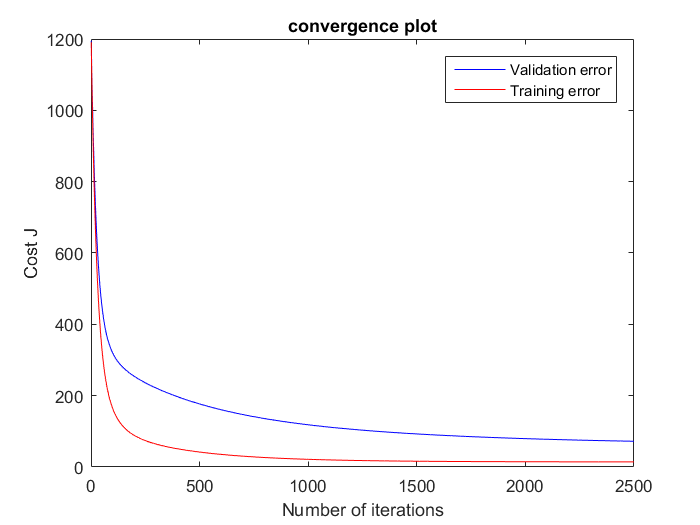 convergence plot
1200
1000
800
600
400
200
0
Cost J
Validation error
Training error
0
500
1000
1500
2000
2500
Number of iterations